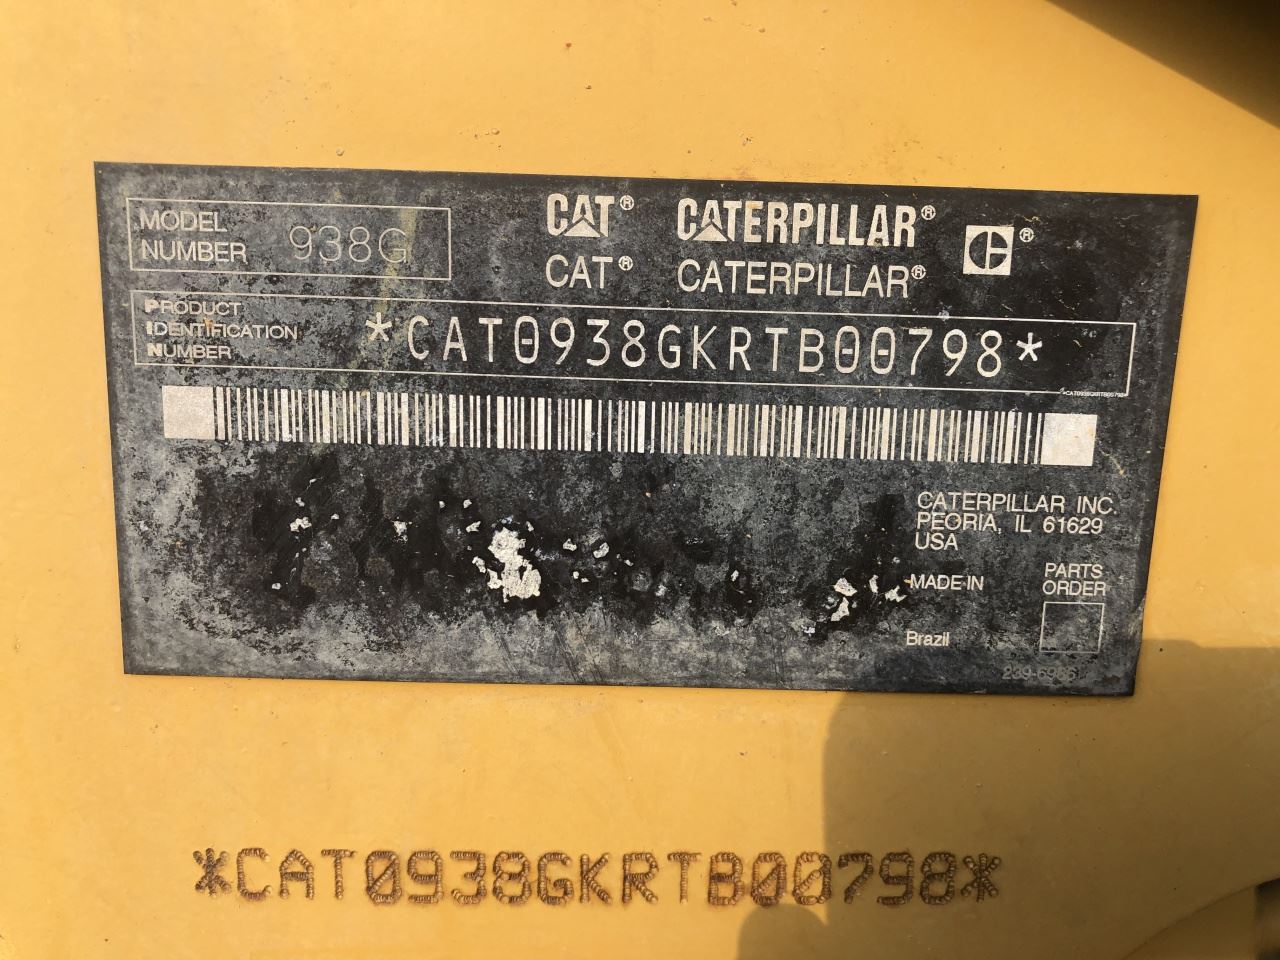 MODEL
NUMBER 938G
CAT® CATERPILLAR® C®
CAT® CATERPILLAR®
PRODUCT
IDENTIFICATION
NUMBER
*CAT0938GKRTB00798*
*CAT0938GKRTB00798*
CATERPILLAR INC.
PEORIA, IL 61629
USA
MADE IN
Brazil
PARTS
ORDER
*CAT0938GKRTB00798*